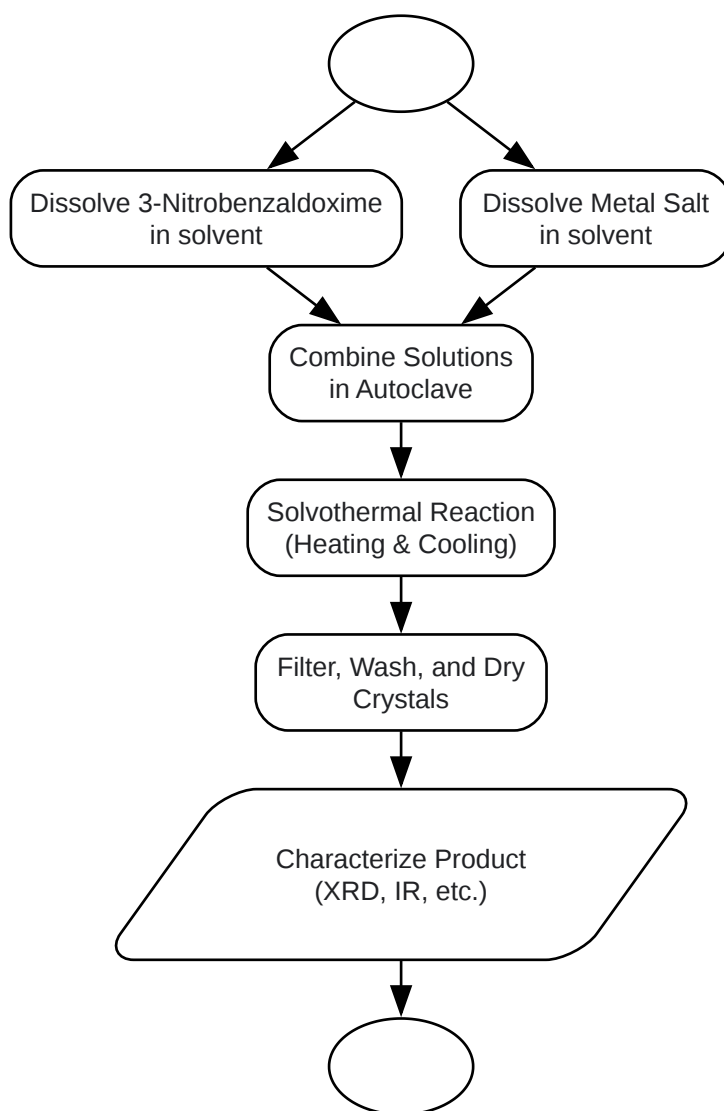 Dissolve 3-Nitrobenzaldoxime
in solvent
Dissolve Metal Salt
in solvent
Combine Solutions
in Autoclave
Solvothermal Reaction
(Heating & Cooling)
Filter, Wash, and Dry
Crystals
Characterize Product
(XRD, IR, etc.)